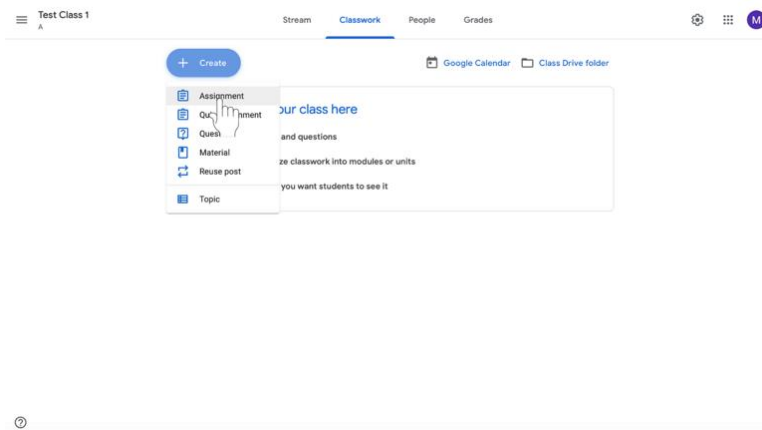 Test Class 1
A
Stream Classwork People Grades
M
+ Create
Google Calendar Class Drive folder
Assignment
our class here
and questions
Material
ze classwork into modules or units
Reuse post
you want students to see it
Topic